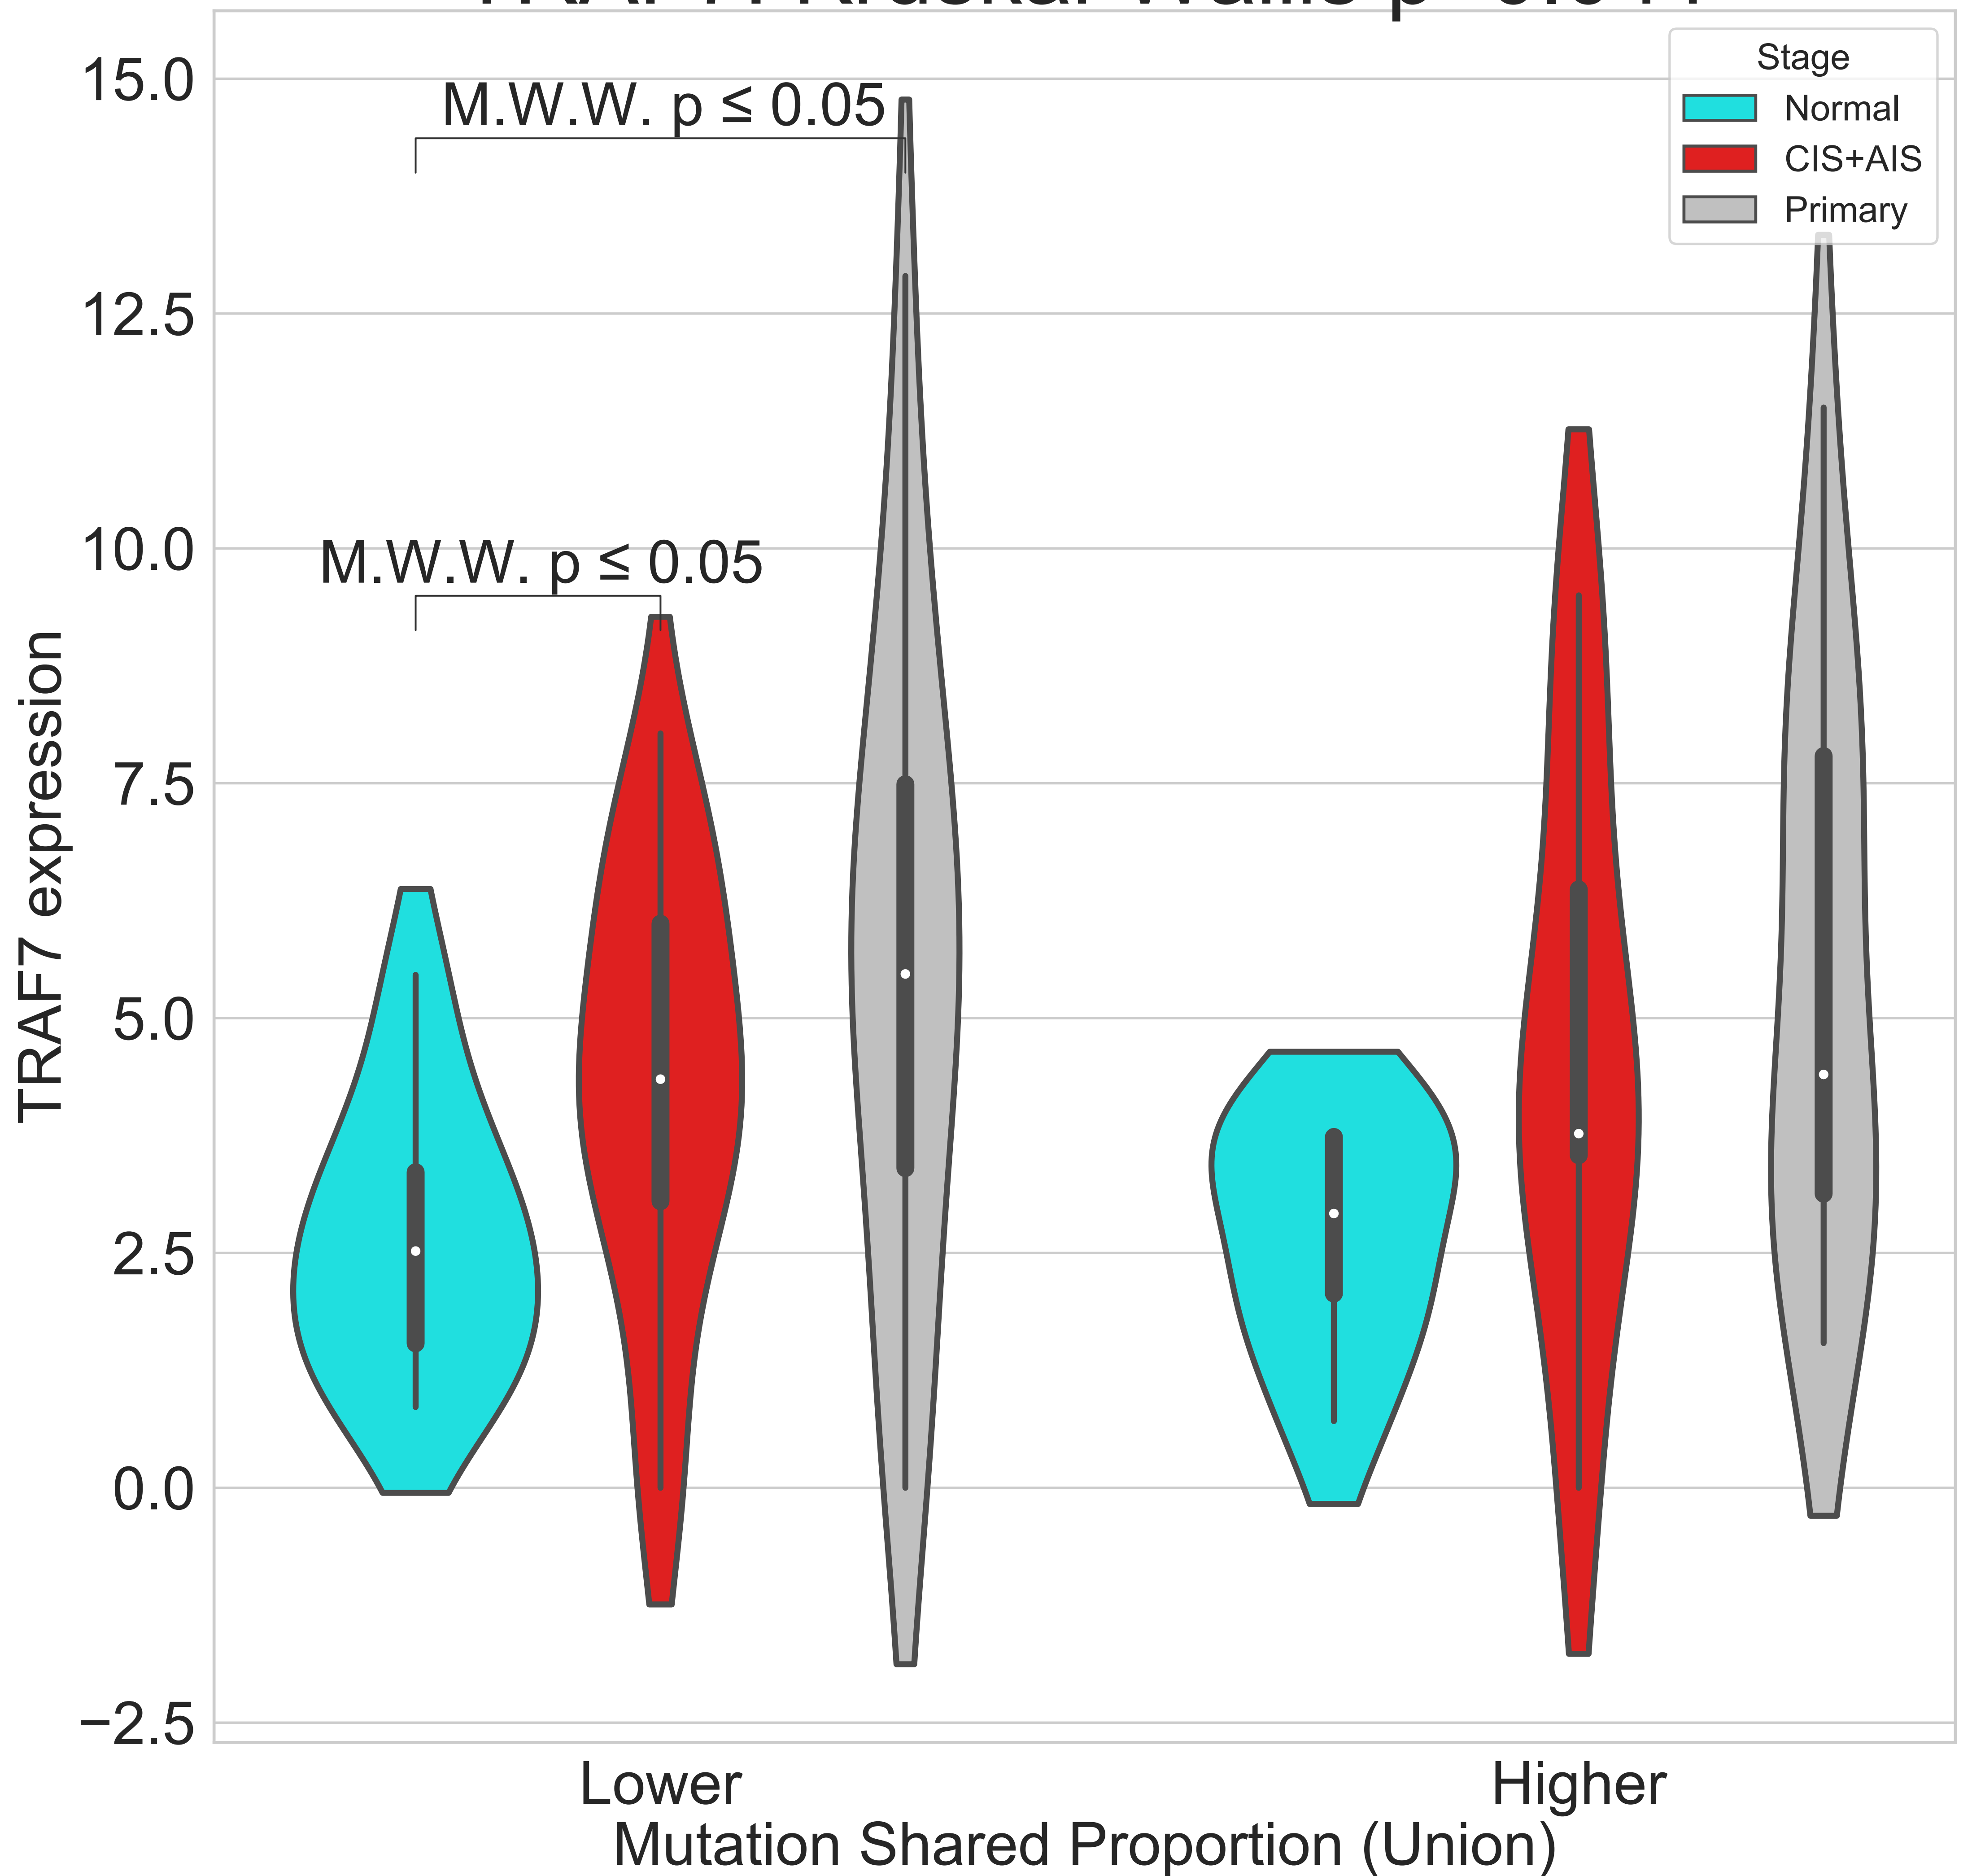 15.0
12.5
10.0
7.5
5.0
2.5
0.0
−2.5
TRAF7 expression
M.W.W. p ≤ 0.05
M.W.W. p ≤ 0.05
Stage
Normal
CIS+AIS
Primary
Lower
Higher
Mutation Shared Proportion (Union)